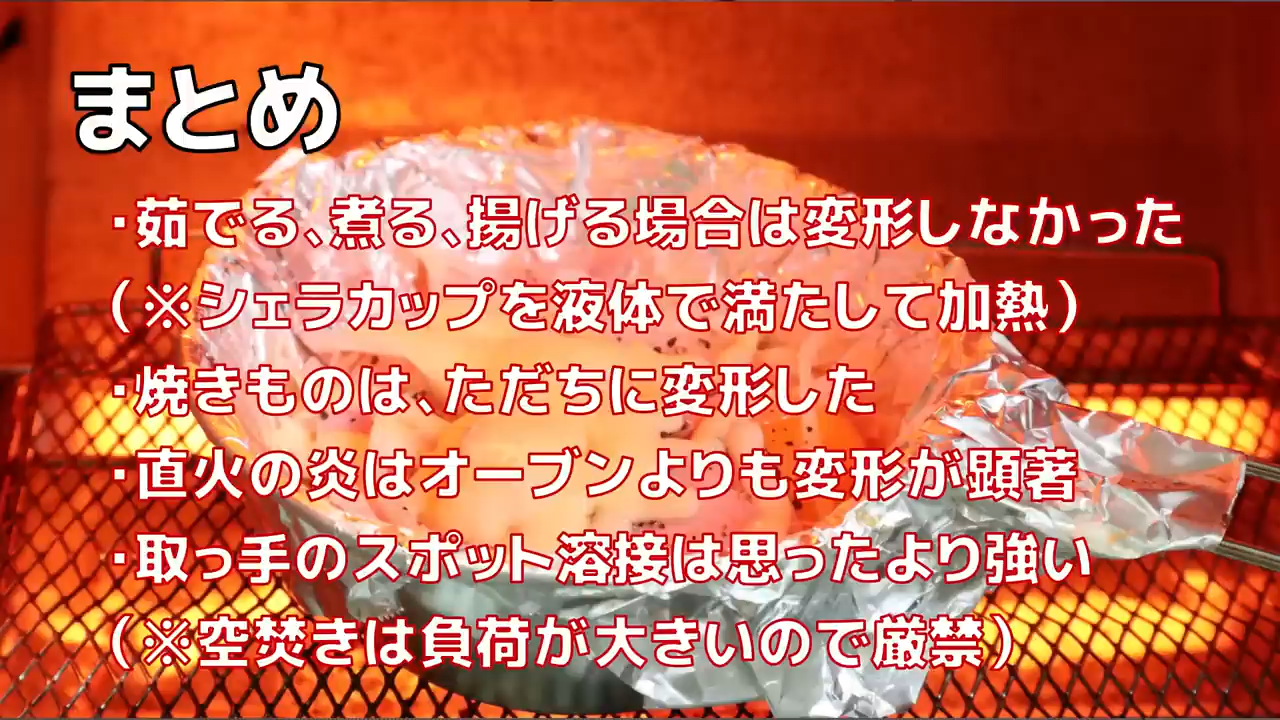 まとめ
・茹でる、煮る、揚げる場合は変形しなかった
(※シェラカップを液体で満たして加熱)
・焼きものは、ただちに変形した
・直火の炎はオーブンよりも変形が顕著
・取っ手のスポット溶接は思ったより強い
(※空焚きは負荷が大きいので厳禁)